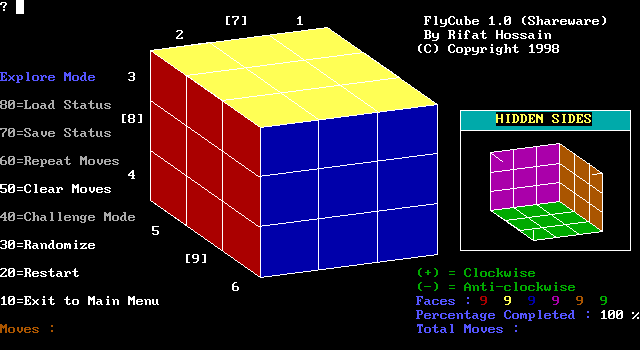 ?
2 [7] 1
FlyCube 1.0 (Shareware)
By Rifat Hossain
(C) Copyright 1998
Explore Mode
3
80=Load Status
[8]
70=Save Status
60=Repeat Moves
4
50=Clear Moves
40=Challenge Mode
5
30=Randomize
[9]
20=Restart
6
10=Exit to Main Menu
Moves :
HIDDEN SIDES
(+) = Clockwise
(-) = Anti-clockwise
Faces : 9 9 9 9 9 9
Percentage Completed : 100 %
Total Moves :